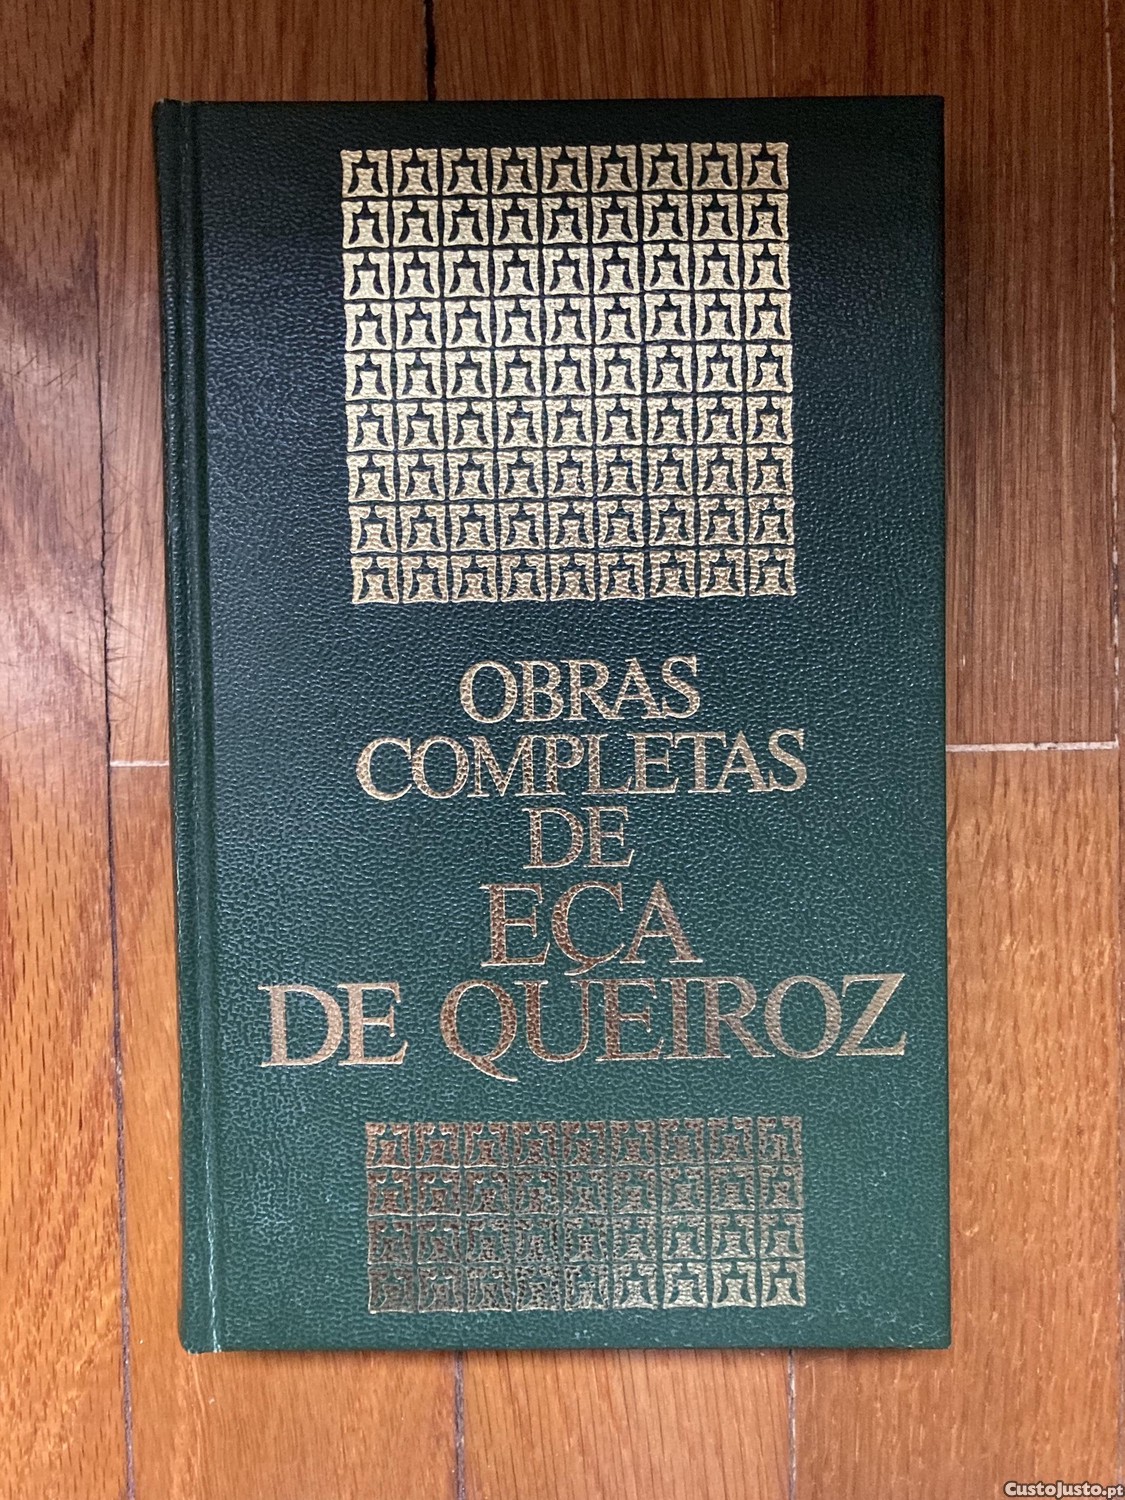 OBRAS
COMPLETAS
DE
EÇA
DE QUEIROZ
CustoJusto.pt